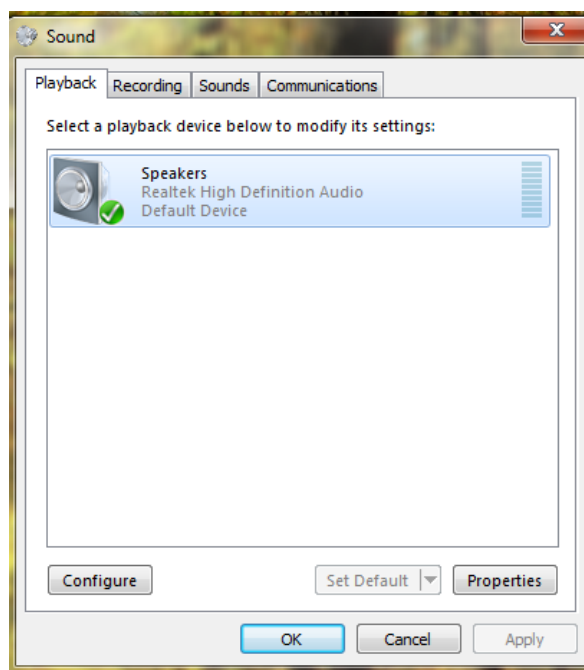 Sound
Playback Recording Sounds Communications
Select a playback device below to modify its settings:
Speakers
Realtek High Definition Audio
Default Device
Configure Set Default Properties
OK Cancel Apply